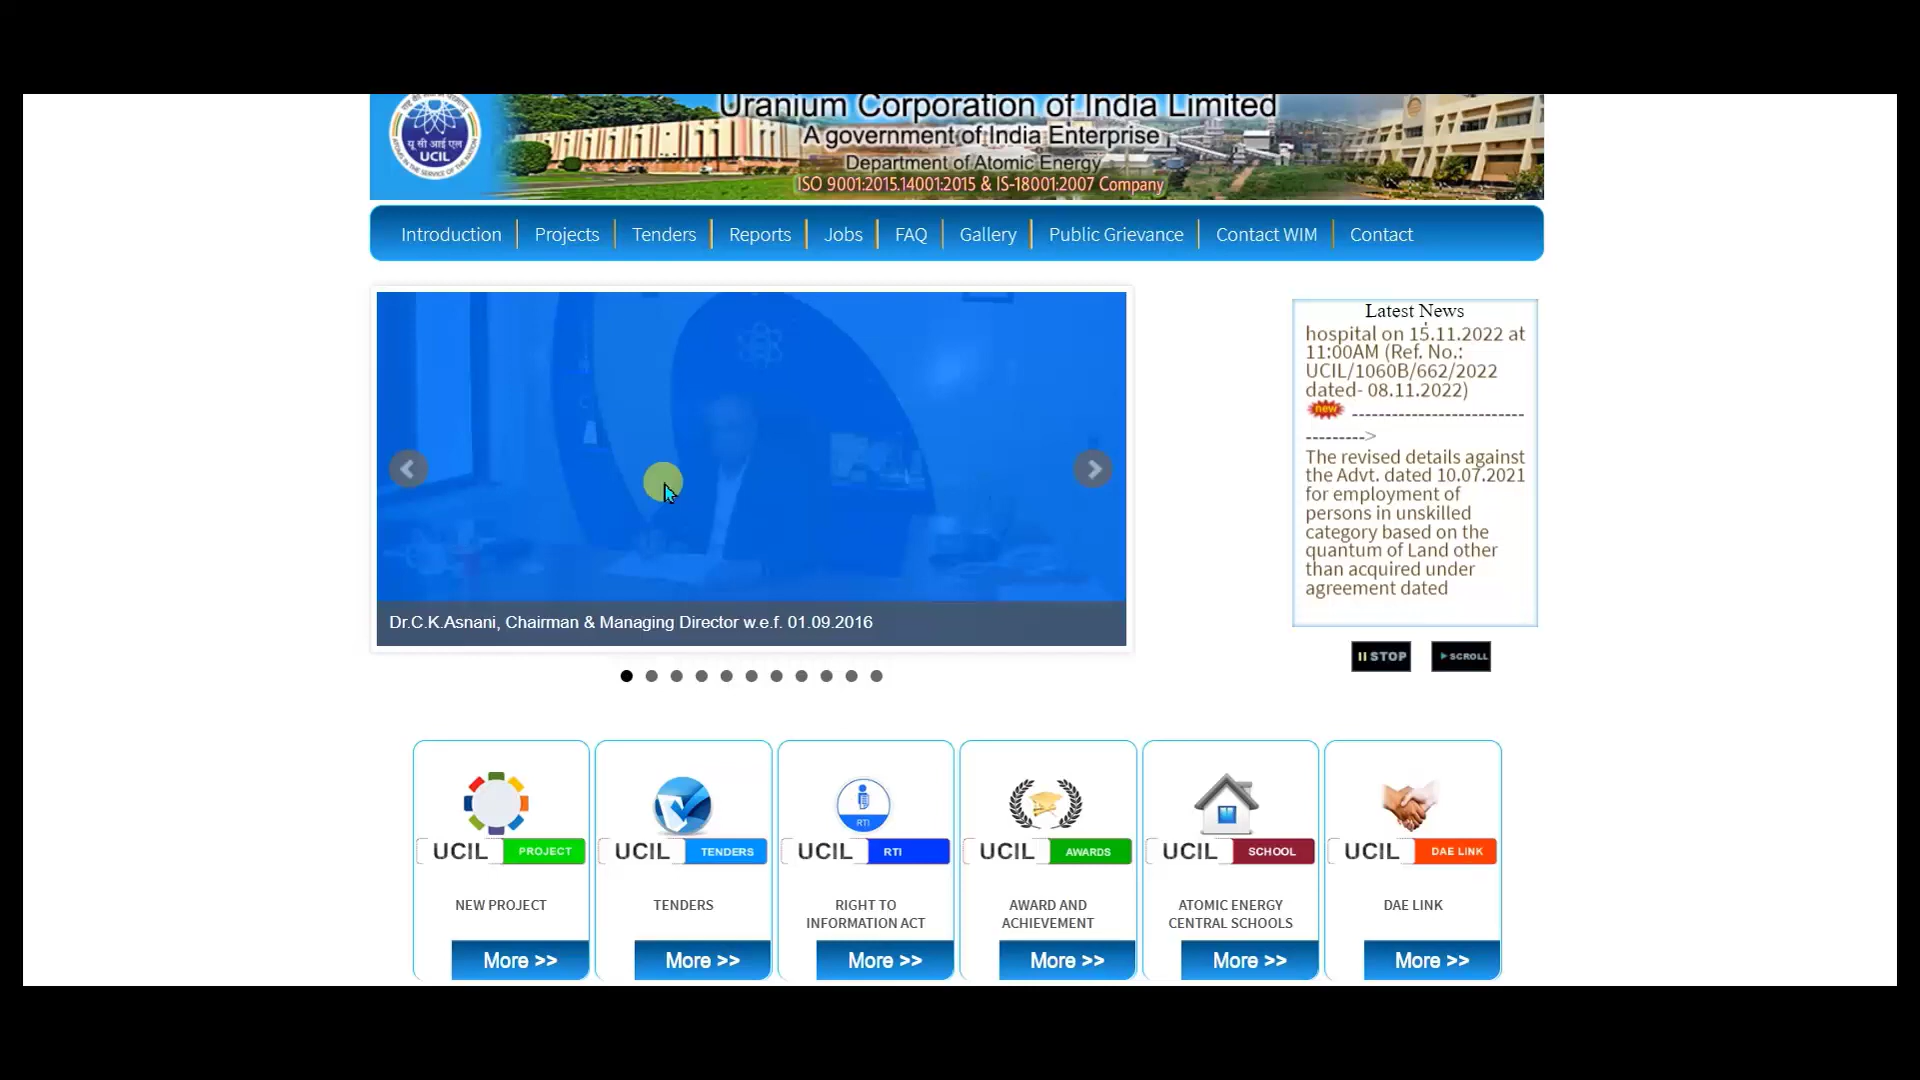 Uranium Corporation of India Limited
A government of India Enterprise
Department of Atomic Energy
ISO 9001:2015,14001:2015 & IS-18001:2007 Company
यू सी आई एल
UCIL
Introduction
Projects
Tenders
Reports
Jobs
FAQ
Gallery
Public Grievance
Contact WIM
Contact
Dr.C.K.Asnani, Chairman & Managing Director w.e.f. 01.09.2016
Latest News
hospital on 15.11.2022 at
11:00AM (Ref. No.:
UCIL/1060B/662/2022
dated- 08.11.2022)
new --------------------------
--------->
The revised details against
the Advt. dated 10.07.2021
for employment of
persons in unskilled
category based on the
quantum of Land other
than acquired under
agreement dated
STOP
SCROLL
UCIL PROJECT
NEW PROJECT
More >>
UCIL TENDERS
TENDERS
More >>
RTI
UCIL RTI
RIGHT TO
INFORMATION ACT
More >>
UCIL AWARDS
AWARD AND
ACHIEVEMENT
More >>
UCIL SCHOOL
ATOMIC ENERGY
CENTRAL SCHOOLS
More >>
UCIL DAE LINK
DAE LINK
More >>